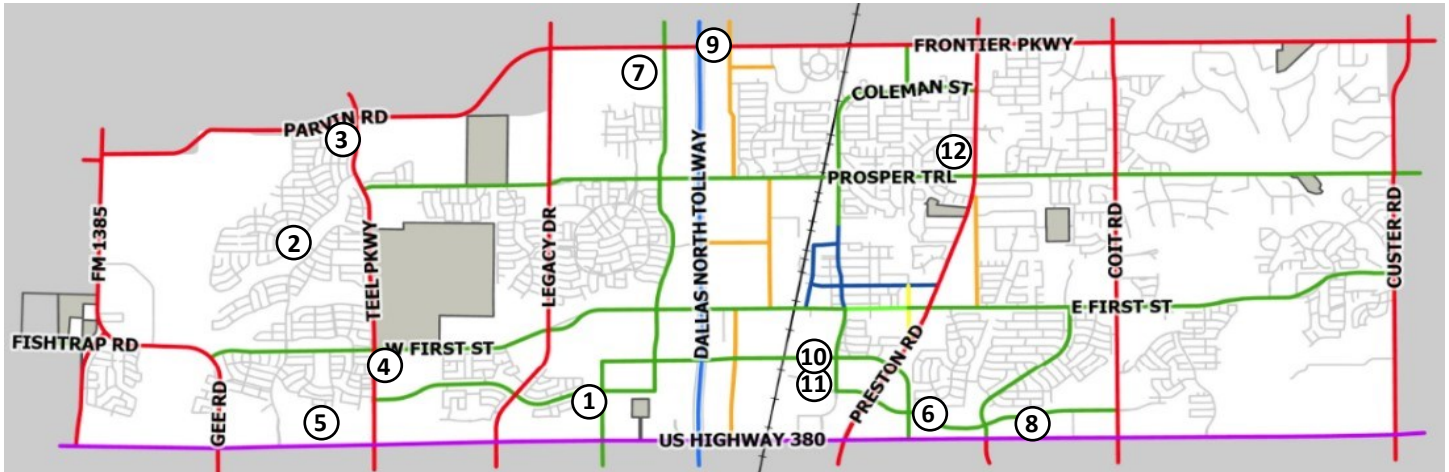 9
FRONTIER PKWY
7
COLEMAN ST
PARVIN RD
3
12
PROSPER TRL
DALLAS NORTH TOLLWAY
FM 1385
2
TEEL PKWY
LEGACY DR
COIT RD
CUSTER RD
E FIRST ST
FISHTRAP RD
W FIRST ST
4
10
11
PRESTON RD
1
GEE RD
5
6
8
US HIGHWAY 380